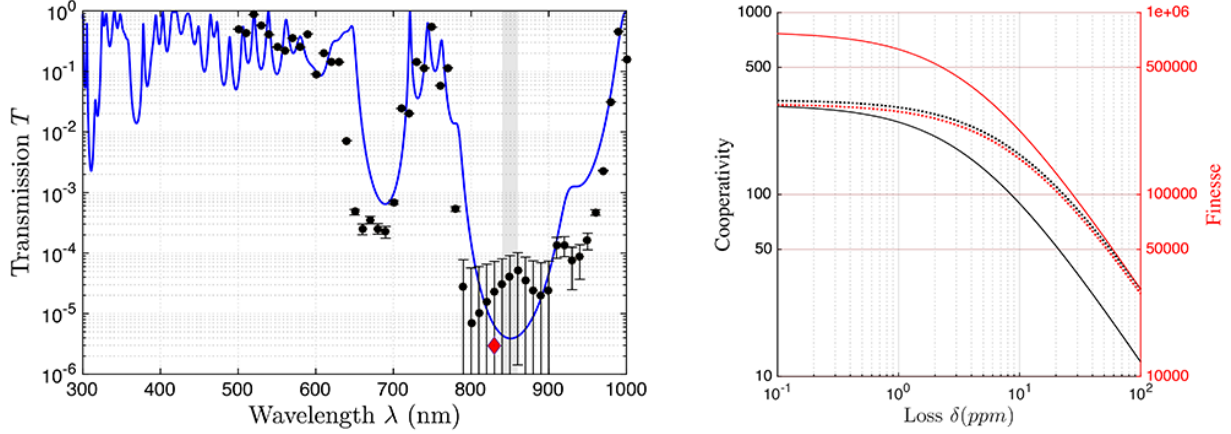 10^0
10^-1
10^-2
10^-3
10^-4
10^-5
10^-6
Transmission T
300 400 500 600 700 800 900 1000
Wavelength λ (nm)
1000
500
100
50
10
Cooperativity
10^-1 10^0 10^1 10^2
Loss δ(ppm)
1e+06
500000
100000
50000
10000
Finesse